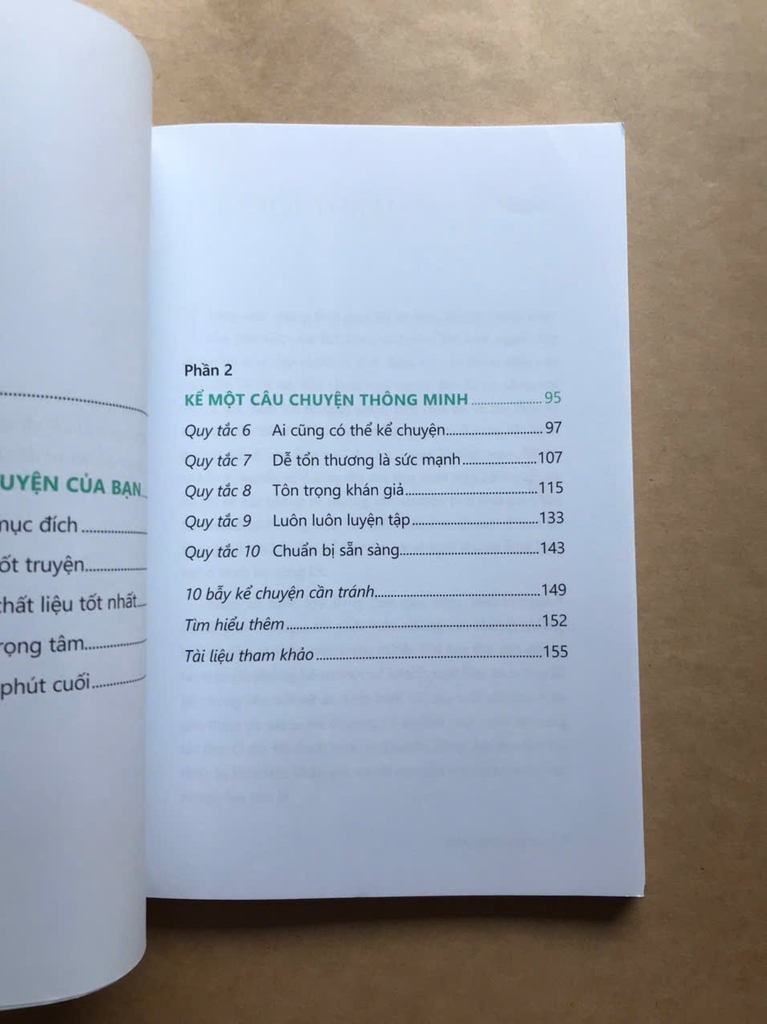 UYỆN CỦA BẠN
mục đích
ốt truyện
chất liệu tốt nhất
rọng tâm
phút cuối
Phần 2
KỂ MỘT CÂU CHUYỆN THÔNG MINH 95
Quy tắc 6 Ai cũng có thể kể chuyện 97
Quy tắc 7 Dễ tổn thương là sức mạnh 107
Quy tắc 8 Tôn trọng khán giả 115
Quy tắc 9 Luôn luôn luyện tập 133
Quy tắc 10 Chuẩn bị sẵn sàng 143
10 bẫy kể chuyện cần tránh 149
Tìm hiểu thêm 152
Tài liệu tham khảo 155